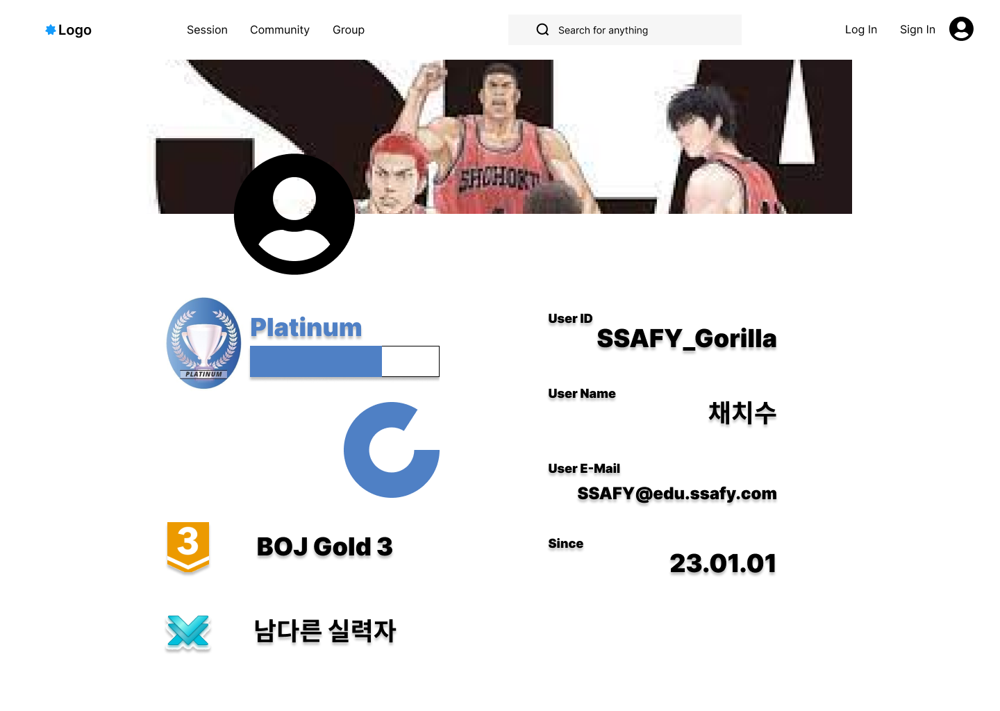 Logo
Session Community Group
Search for anything
Log In Sign In
SHOHOKU
Platinum
PLATINUM
User ID
SSAFY_Gorilla
User Name
채치수
User E-Mail
SSAFY@edu.ssafy.com
3
BOJ Gold 3
Since
23.01.01
남다른 실력자